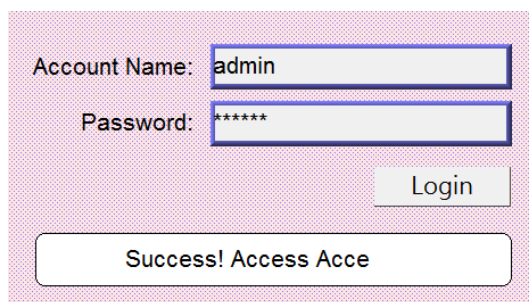 Account Name: admin
Password: ******
Login
Success! Access Acce